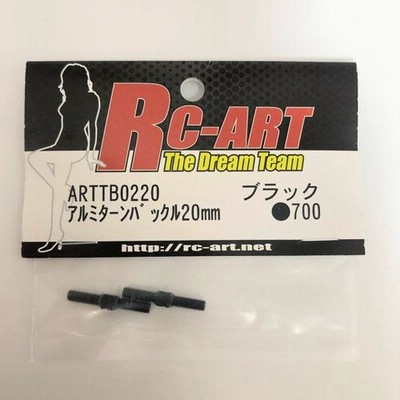 RC-ART
The Dream Team
ARTTB0220 ブラック
アルミターンバックル20mm ●700
http://rc-art.net